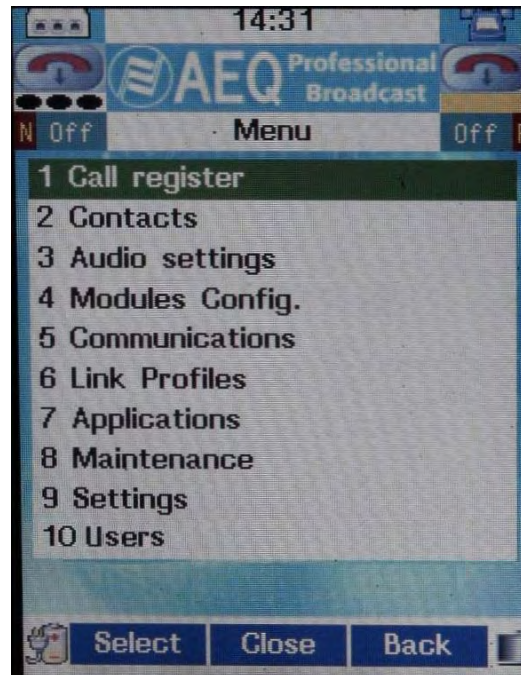 14:31
AEQ Professional Broadcast
N Off Menu Off
1 Call register
2 Contacts
3 Audio settings
4 Modules Config.
5 Communications
6 Link Profiles
7 Applications
8 Maintenance
9 Settings
10 Users
Select Close Back